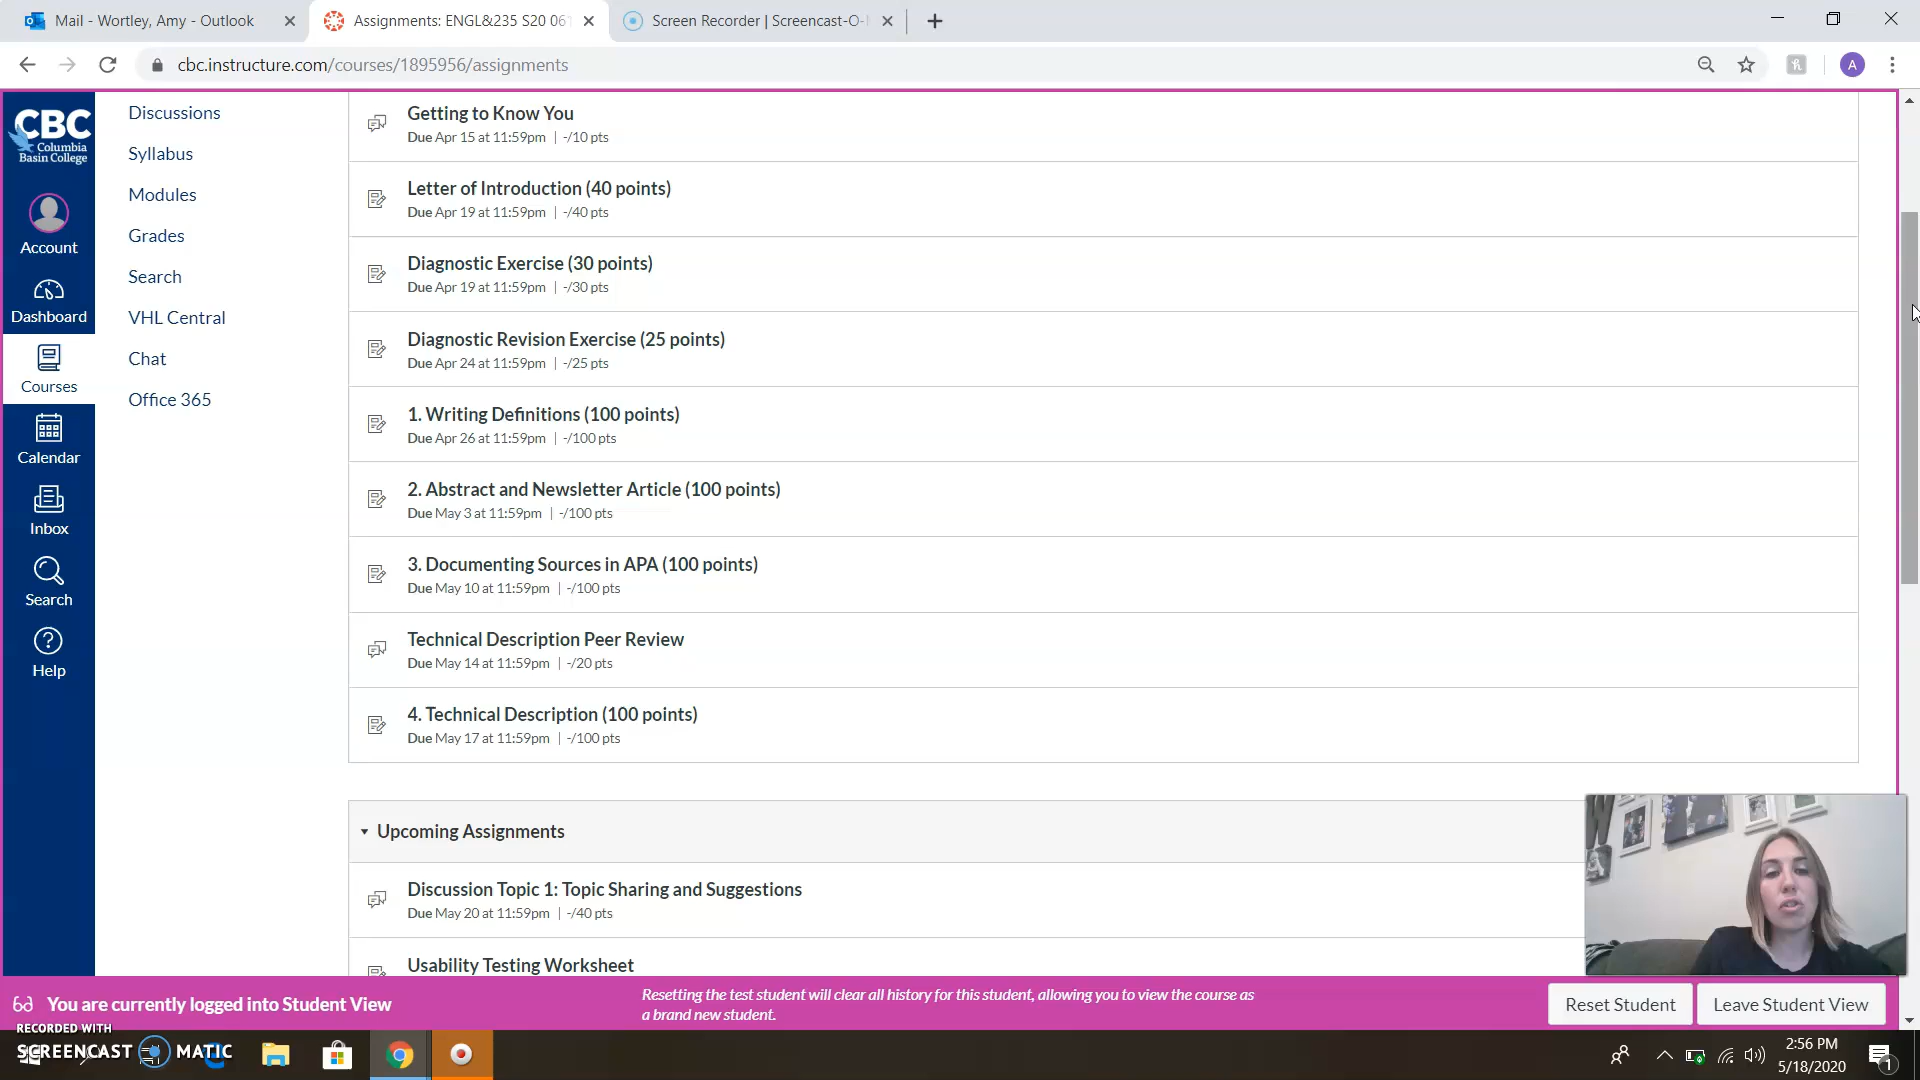 Mail - Wortley, Amy - Outlook
Assignments: ENGL&235 S20 061
Screen Recorder | Screencast-O-
cbc.instructure.com/courses/1895956/assignments
A
CBC
Columbia
Basin College
Account
Dashboard
Courses
Calendar
Inbox
Search
Help
Discussions
Syllabus
Modules
Grades
Search
VHL Central
Chat
Office 365
Getting to Know You
Due Apr 15 at 11:59pm | -/10 pts
Letter of Introduction (40 points)
Due Apr 19 at 11:59pm | -/40 pts
Diagnostic Exercise (30 points)
Due Apr 19 at 11:59pm | -/30 pts
Diagnostic Revision Exercise (25 points)
Due Apr 24 at 11:59pm | -/25 pts
1. Writing Definitions (100 points)
Due Apr 26 at 11:59pm | -/100 pts
2. Abstract and Newsletter Article (100 points)
Due May 3 at 11:59pm | -/100 pts
3. Documenting Sources in APA (100 points)
Due May 10 at 11:59pm | -/100 pts
Technical Description Peer Review
Due May 14 at 11:59pm | -/20 pts
4. Technical Description (100 points)
Due May 17 at 11:59pm | -/100 pts
Upcoming Assignments
Discussion Topic 1: Topic Sharing and Suggestions
Due May 20 at 11:59pm | -/40 pts
Usability Testing Worksheet
You are currently logged into Student View
Resetting the test student will clear all history for this student, allowing you to view the course as
a brand new student.
Reset Student
Leave Student View
RECORDED WITH
SCREENCAST MATIC
2:56 PM
5/18/2020
1